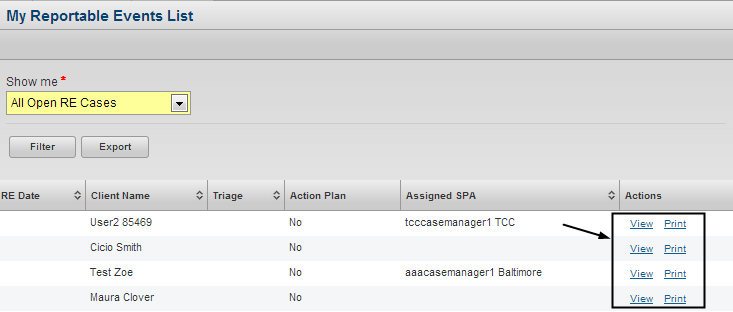 My Reportable Events List
Show me *
All Open RE Cases
Filter Export
RE Date Client Name Triage Action Plan Assigned SPA Actions
User2 85469 No tcccasemanager1 TCC View Print
Cicio Smith No View Print
Test Zoe No aaacasemanager1 Baltimore View Print
Maura Clover No View Print